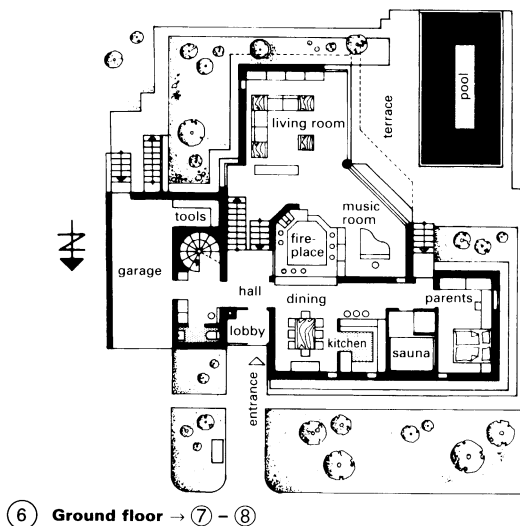 pool
terrace
living room
music
room
tools
fire-
place
garage
hall
dining
parents
lobby
kitchen
sauna
entrance
N
6 Ground floor → 7 – 8